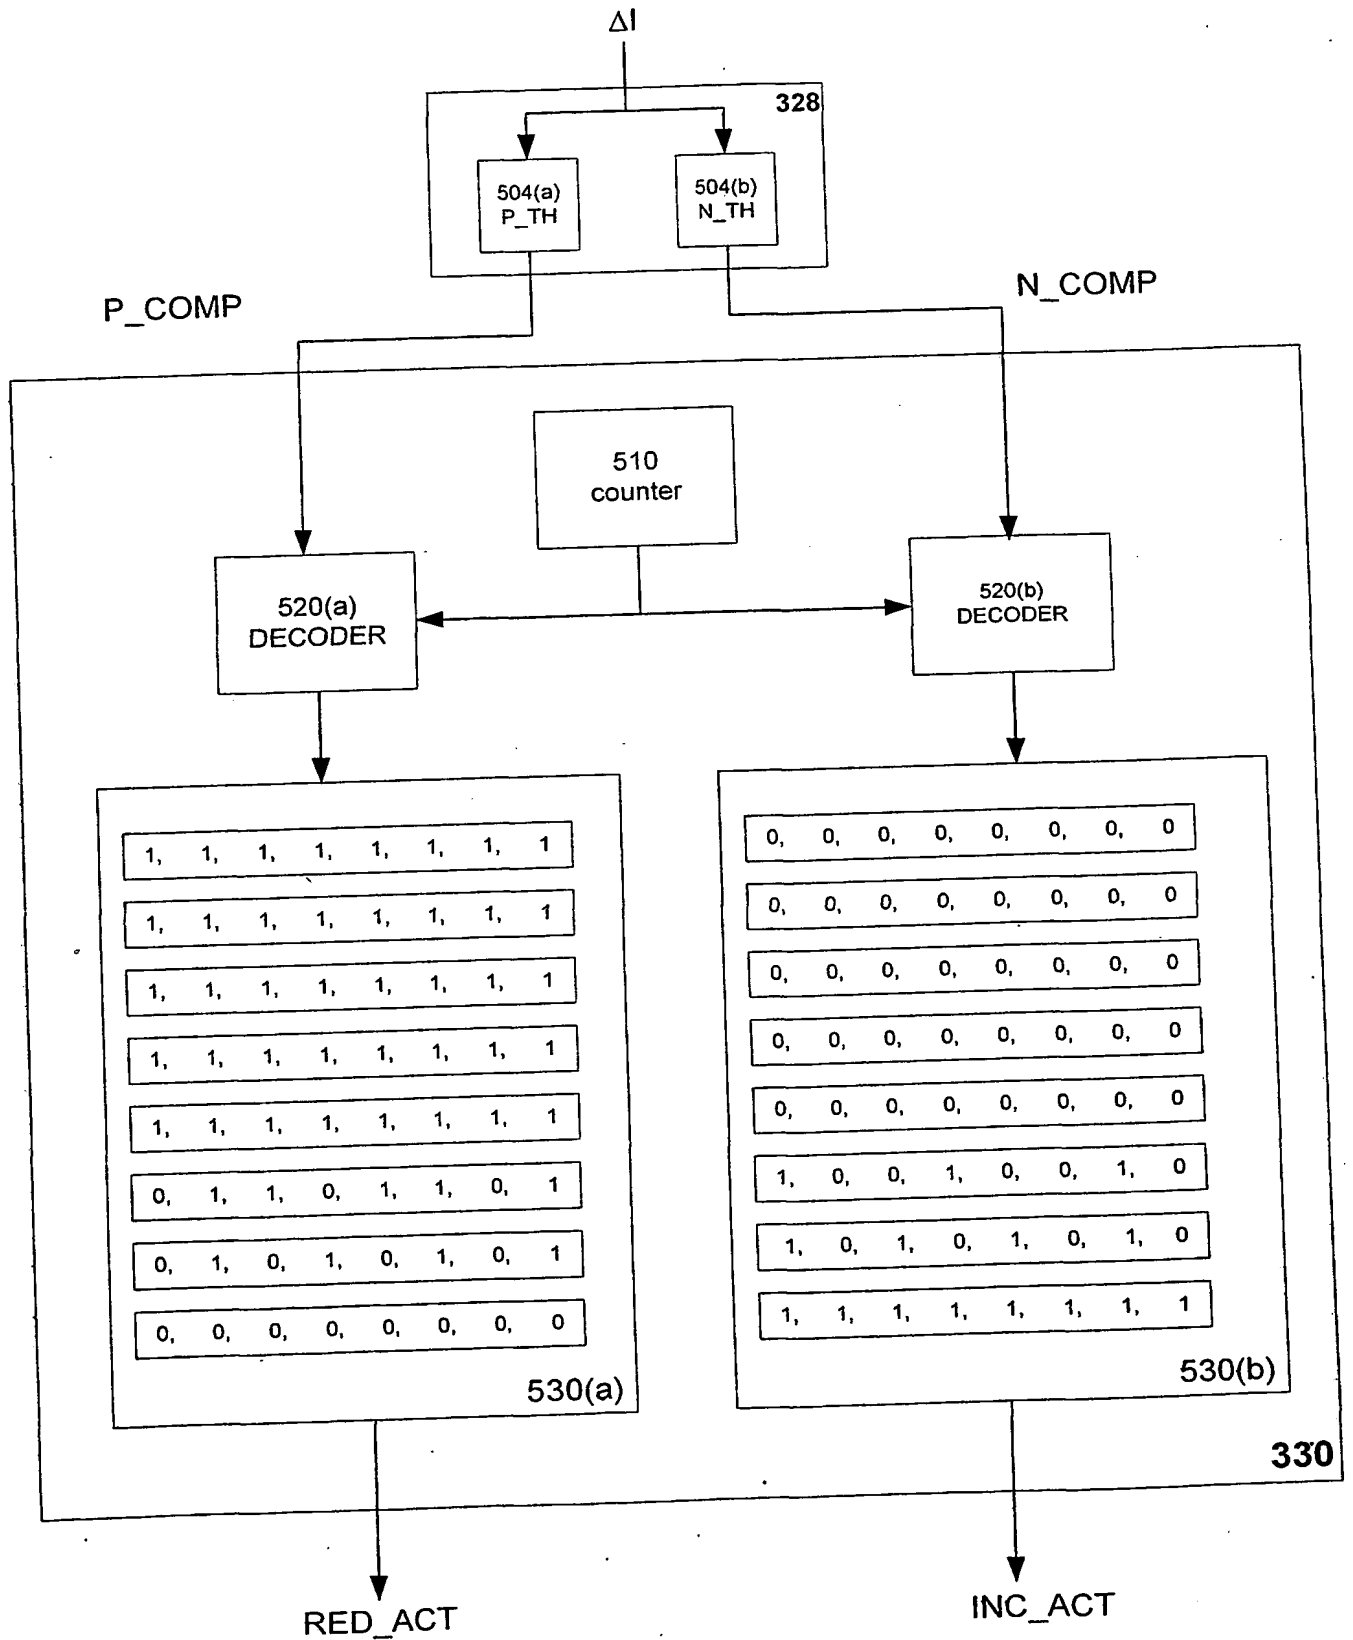 ΔI
328
504(a)
P_TH
504(b)
N_TH
P_COMP
N_COMP
510
counter
520(a)
DECODER
520(b)
DECODER
1, 1, 1, 1, 1, 1, 1, 1
1, 1, 1, 1, 1, 1, 1, 1
1, 1, 1, 1, 1, 1, 1, 1
1, 1, 1, 1, 1, 1, 1, 1
1, 1, 1, 1, 1, 1, 1, 1
0, 1, 1, 0, 1, 1, 0, 1
0, 1, 0, 1, 0, 1, 0, 1
0, 0, 0, 0, 0, 0, 0, 0
530(a)
0, 0, 0, 0, 0, 0, 0, 0
0, 0, 0, 0, 0, 0, 0, 0
0, 0, 0, 0, 0, 0, 0, 0
0, 0, 0, 0, 0, 0, 0, 0
0, 0, 0, 0, 0, 0, 0, 0
1, 0, 0, 1, 0, 0, 1, 0
1, 0, 1, 0, 1, 0, 1, 0
1, 1, 1, 1, 1, 1, 1, 1
530(b)
330
RED_ACT
INC_ACT